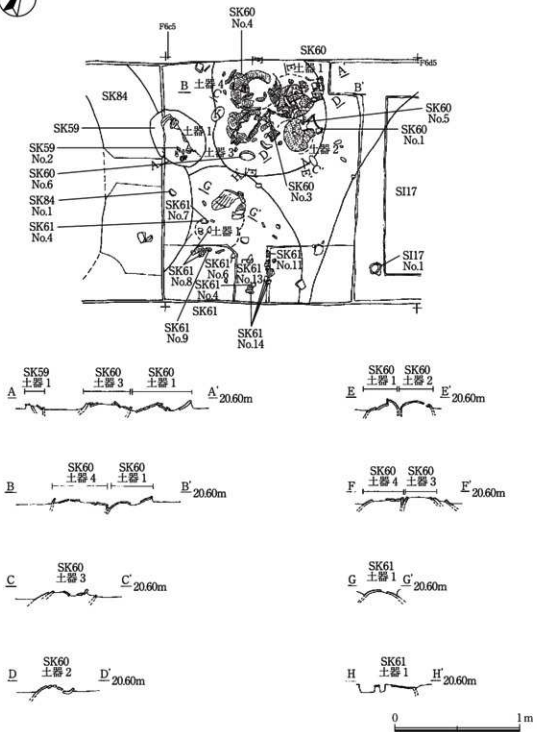 SK60
No.4
F6c5
SK60
土器 1
F6d5
SK84
B
土器 4
A'
B'
E
C'
D'
SK60
No.5
SK59
土器 1
SK60
No.1
SK59
No.2
土器 3
土器 2
SK60
No.6
A
D
C
SK60
No.3
SI17
SK84
No.1
SK61
No.7
G
G'
SK61
No.4
土器 1
SK61
No.8
SK61
No.6
SK61
No.4
SK61
No.13
SK61
No.11
SI17
No.1
SK61
SK61
No.9
SK61
No.14
SK59
土器 1
SK60
土器 3
SK60
土器 1
A
A' 20.60m
SK60
土器 1
SK60
土器 2
E
E' 20.60m
SK60
土器 4
SK60
土器 1
B
B' 20.60m
SK60
土器 4
SK60
土器 3
F
F' 20.60m
SK60
土器 3
C
C' 20.60m
SK61
土器 1
G
G' 20.60m
SK60
土器 2
D
D' 20.60m
SK61
土器 1
H
H' 20.60m
0
1m